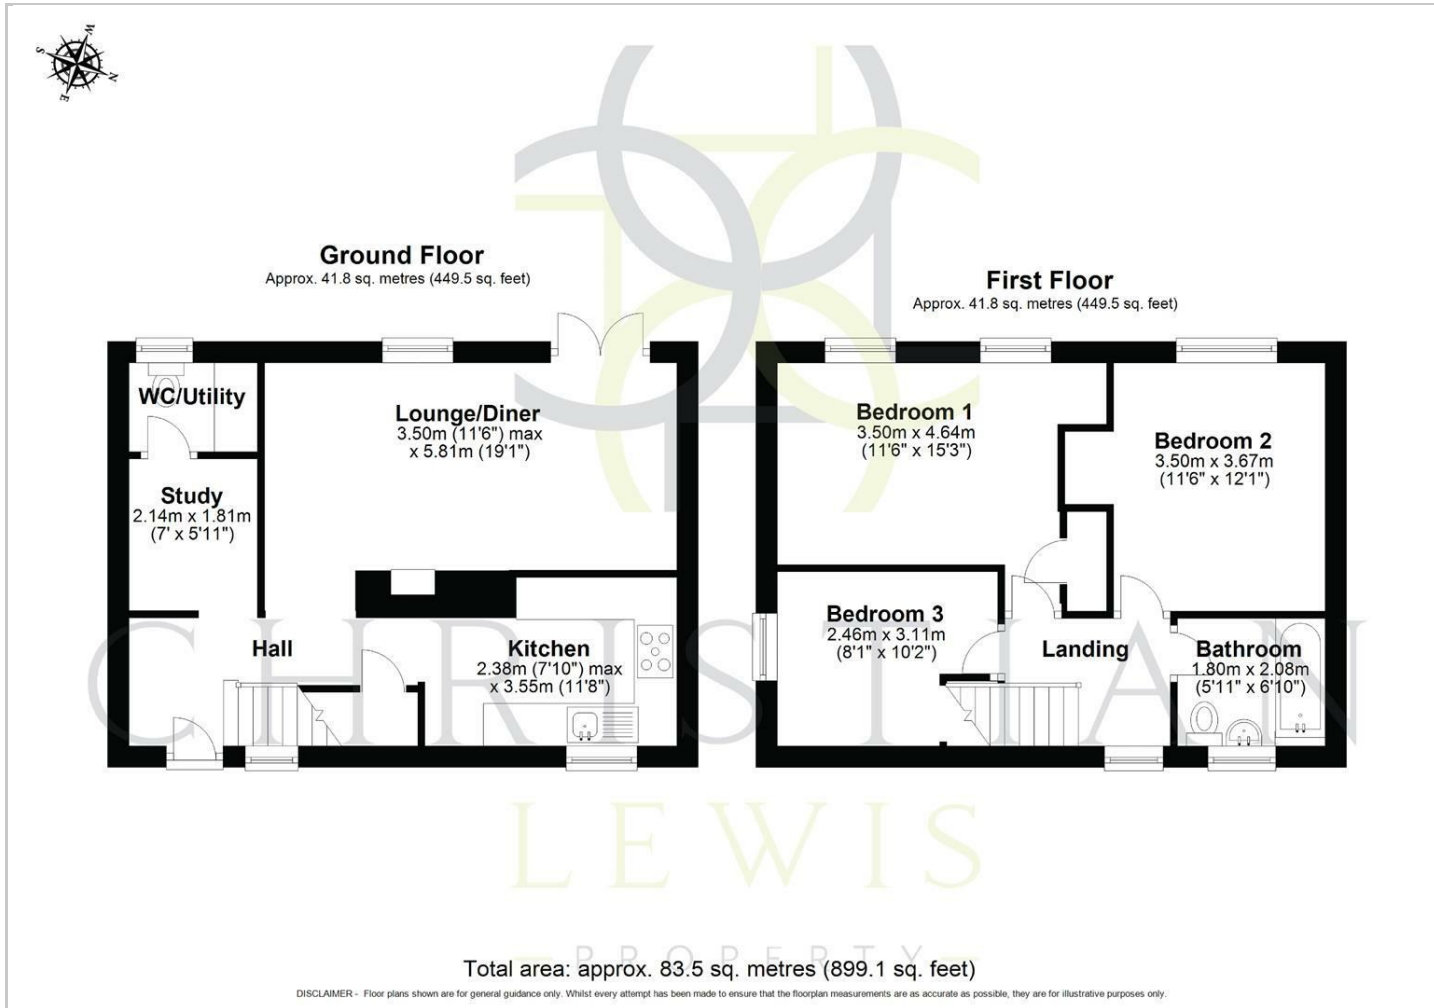 W
S
N
E
Ground Floor
Approx. 41.8 sq. metres (449.5 sq. feet)
First Floor
Approx. 41.8 sq. metres (449.5 sq. feet)
WC/Utility
Lounge/Diner
3.50m (11'6") max
x 5.81m (19'1")
Study
2.14m x 1.81m
(7' x 5'11")
Hall
Kitchen
2.38m (7'10") max
x 3.55m (11'8")
Bedroom 1
3.50m x 4.64m
(11'6" x 15'3")
Bedroom 2
3.50m x 3.67m
(11'6" x 12'1")
Bedroom 3
2.46m x 3.11m
(8'1" x 10'2")
Landing
Bathroom
1.80m x 2.08m
(5'11" x 6'10")
CHRISTIAN
LEWIS
PROPERTY
Total area: approx. 83.5 sq. metres (899.1 sq. feet)
DISCLAIMER - Floor plans shown are for general guidance only. Whilst every attempt has been made to ensure that the floorplan measurements are as accurate as possible, they are for illustrative purposes only.